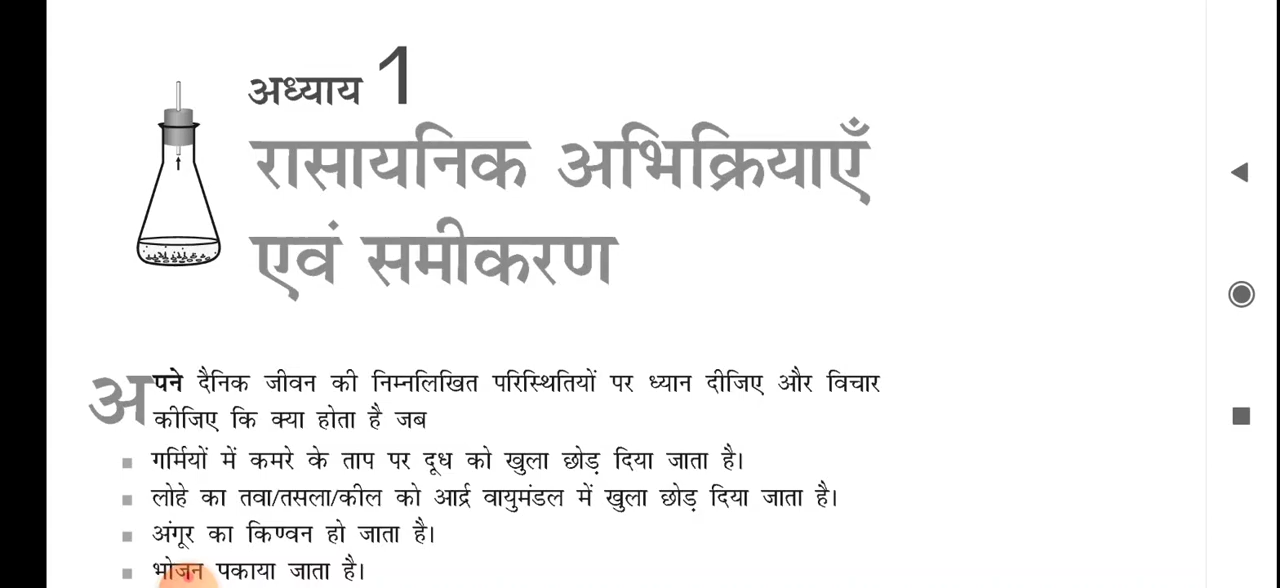 अध्याय 1
रासायनिक अभिक्रियाएँ
एवं समीकरण
अपने दैनिक जीवन की निम्नलिखित परिस्थितियों पर ध्यान दीजिए और विचार
कीजिए कि क्या होता है जब
गर्मियों में कमरे के ताप पर दूध को खुला छोड़ दिया जाता है।
लोहे का तवा/तसला/कील को आर्द्र वायुमंडल में खुला छोड़ दिया जाता है।
अंगूर का किण्वन हो जाता है।
भोजन पकाया जाता है।